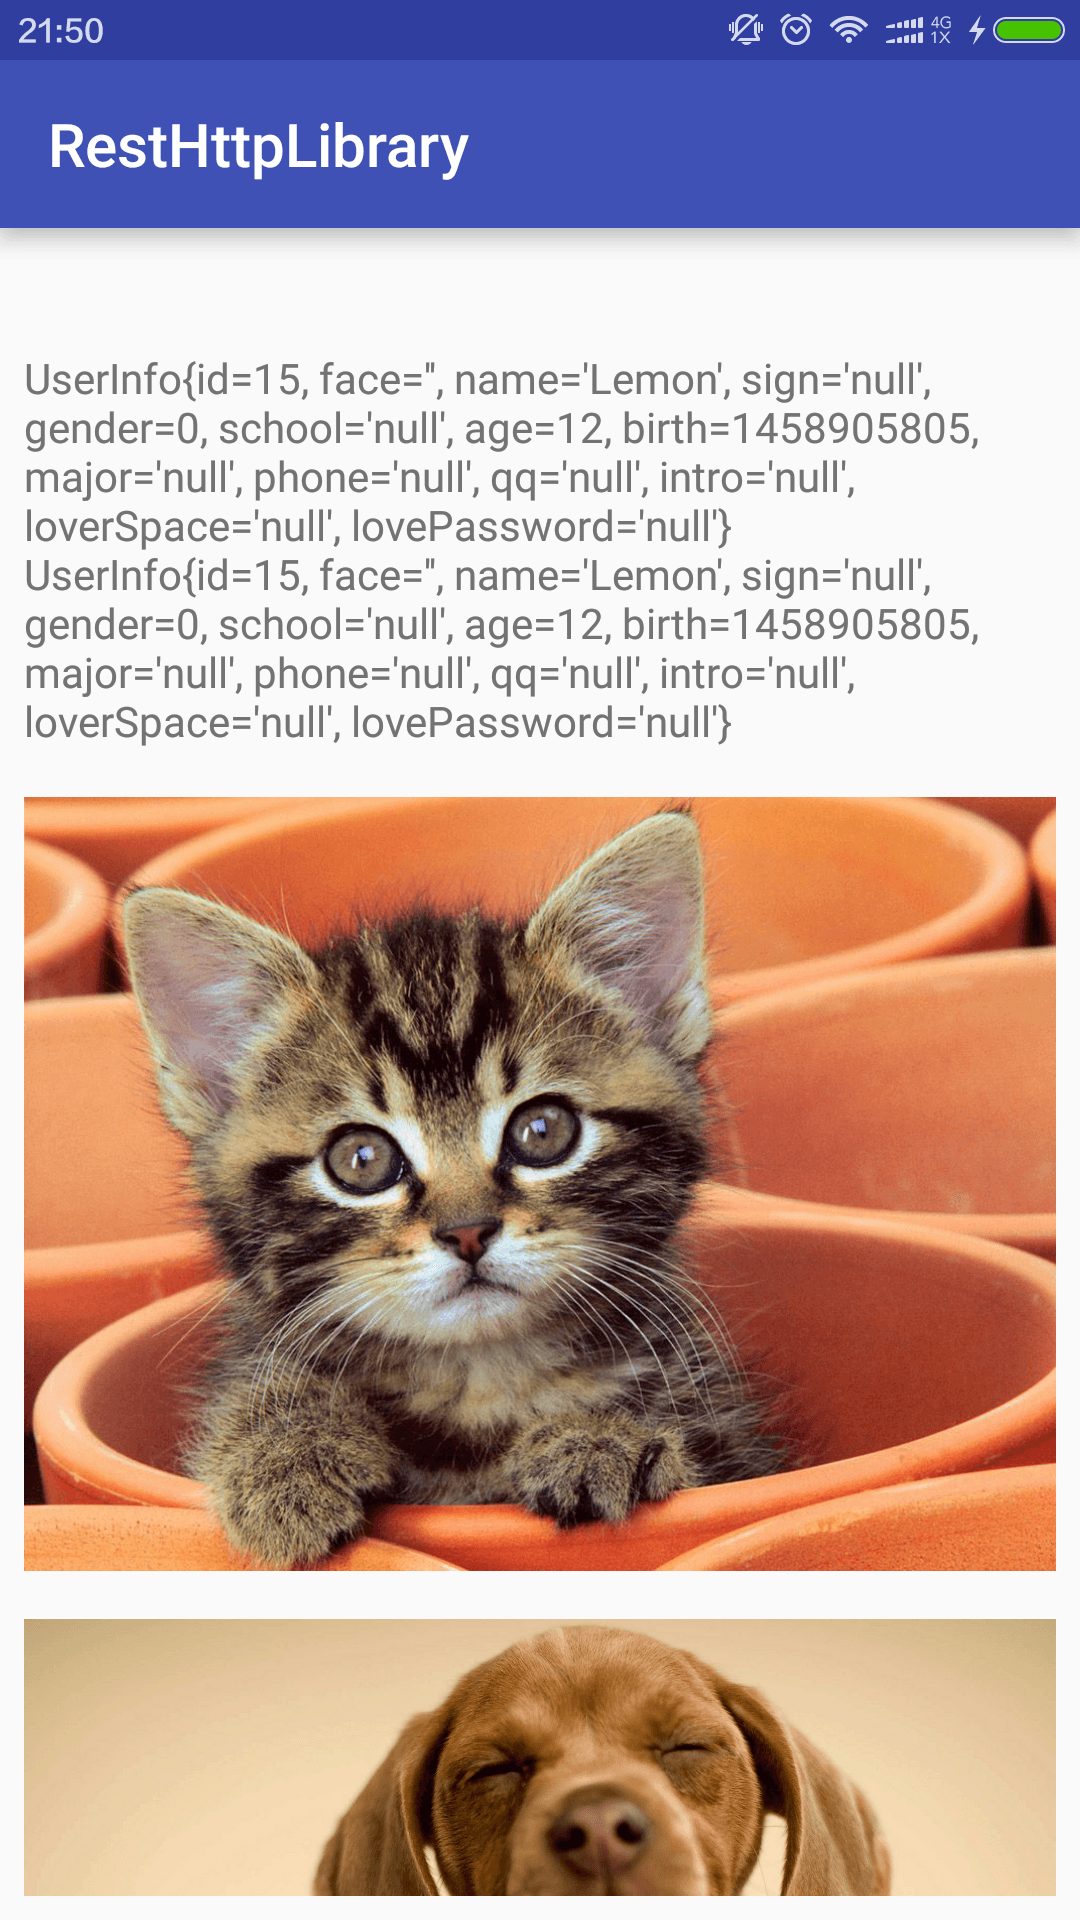 21:50
4G
1X
RestHttpLibrary
UserInfo{id=15, face='', name='Lemon', sign='null',
gender=0, school='null', age=12, birth=1458905805,
major='null', phone='null', qq='null', intro='null',
loverSpace='null', lovePassword='null'}
UserInfo{id=15, face='', name='Lemon', sign='null',
gender=0, school='null', age=12, birth=1458905805,
major='null', phone='null', qq='null', intro='null',
loverSpace='null', lovePassword='null'}